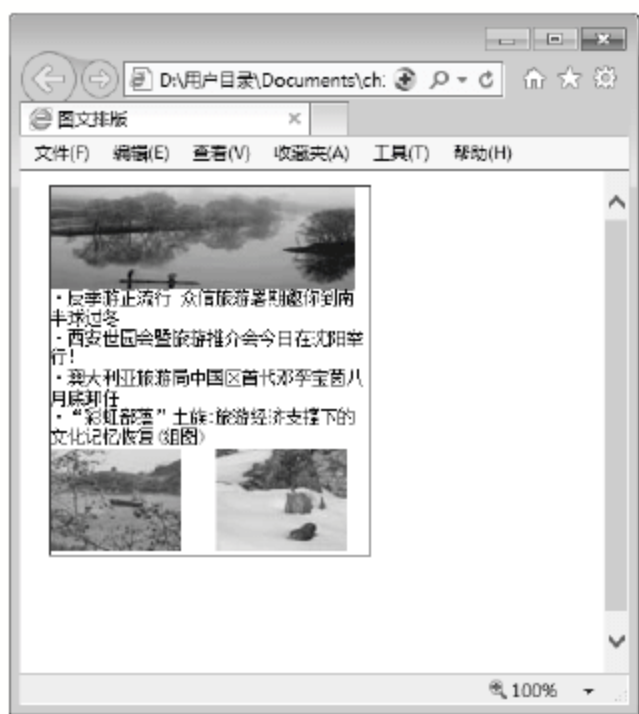 D:\用户目录\Documents\ch:
图文排版
文件(F) 编辑(E) 查看(V) 收藏夹(A) 工具(T) 帮助(H)
·反季游正流行 众信旅游暑期邀你到南
半球过冬
·西安世园会暨旅游推介会今日在沈阳举
行!
·澳大利亚旅游局中国区首代邓李宝茵八
月底卸任
·“彩虹部落”土族:旅游经济支撑下的
文化记忆恢复(组图)
100%